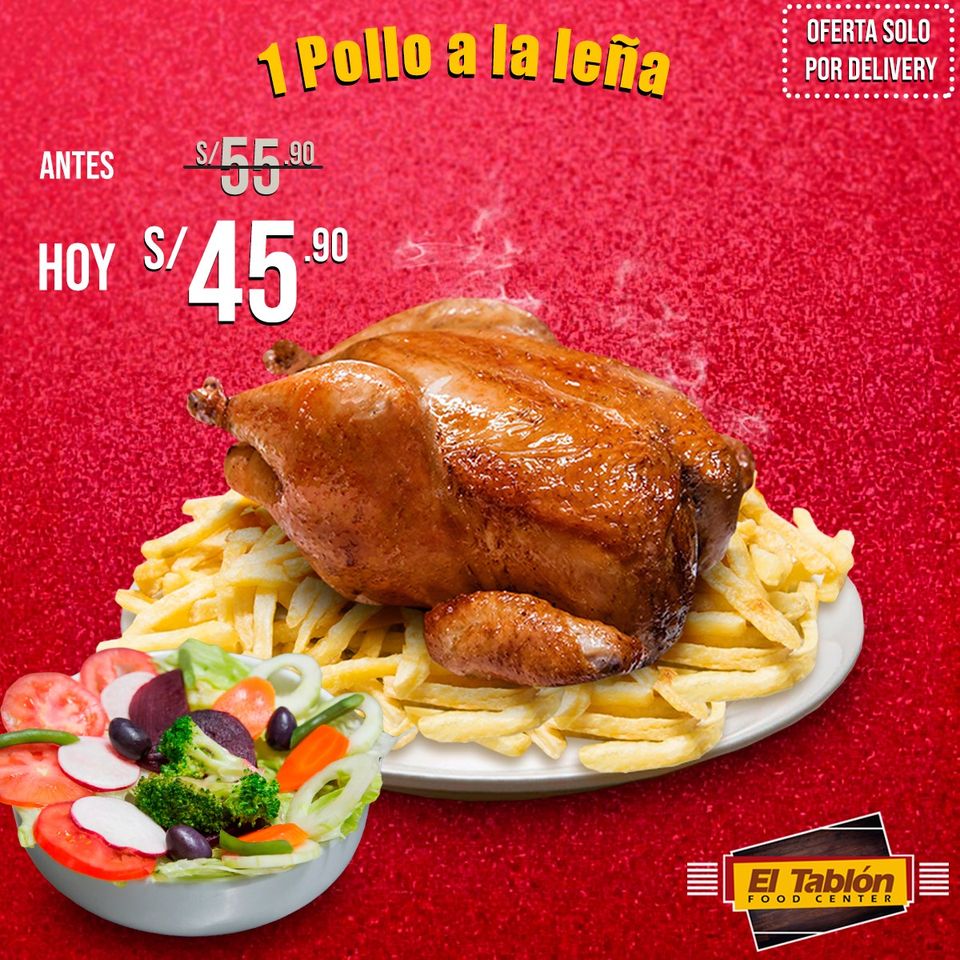 1 Pollo a la leña
OFERTA SOLO
POR DELIVERY
ANTES S/55.90
HOY S/45.90
El Tablón
FOOD CENTER